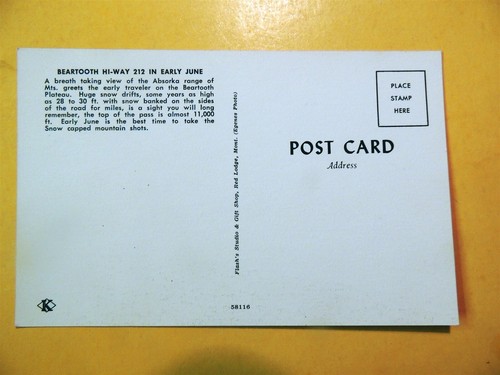 BEARTOOTH HI-WAY 212 IN EARLY JUNE
A breath taking view of the Absorka range of
Mts. greets the early traveler on the Beartooth
Plateau. Huge snow drifts, some years as high
as 28 to 30 ft. with snow banked on the sides
of the road for miles, is a sight you will long
remember, the top of the pass is almost 11,000
ft. Early June is the best time to take the
Snow capped mountain shots.
Flash's Studio & Gift Shop, Red Lodge, Mont. (Egress Photo)
PLACE
STAMP
HERE
POST CARD
Address
K
58116